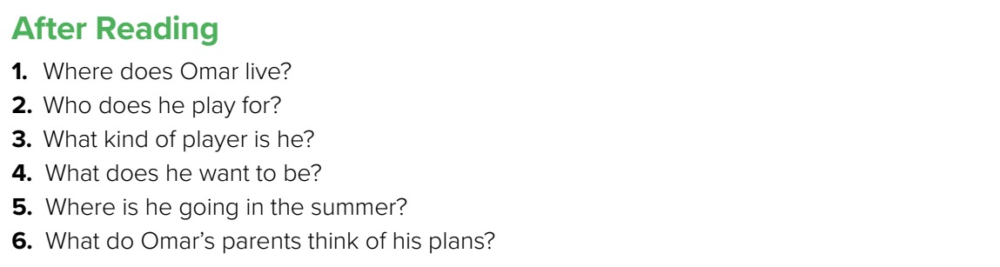 After Reading
1. Where does Omar live?
2. Who does he play for?
3. What kind of player is he?
4. What does he want to be?
5. Where is he going in the summer?
6. What do Omar’s parents think of his plans?